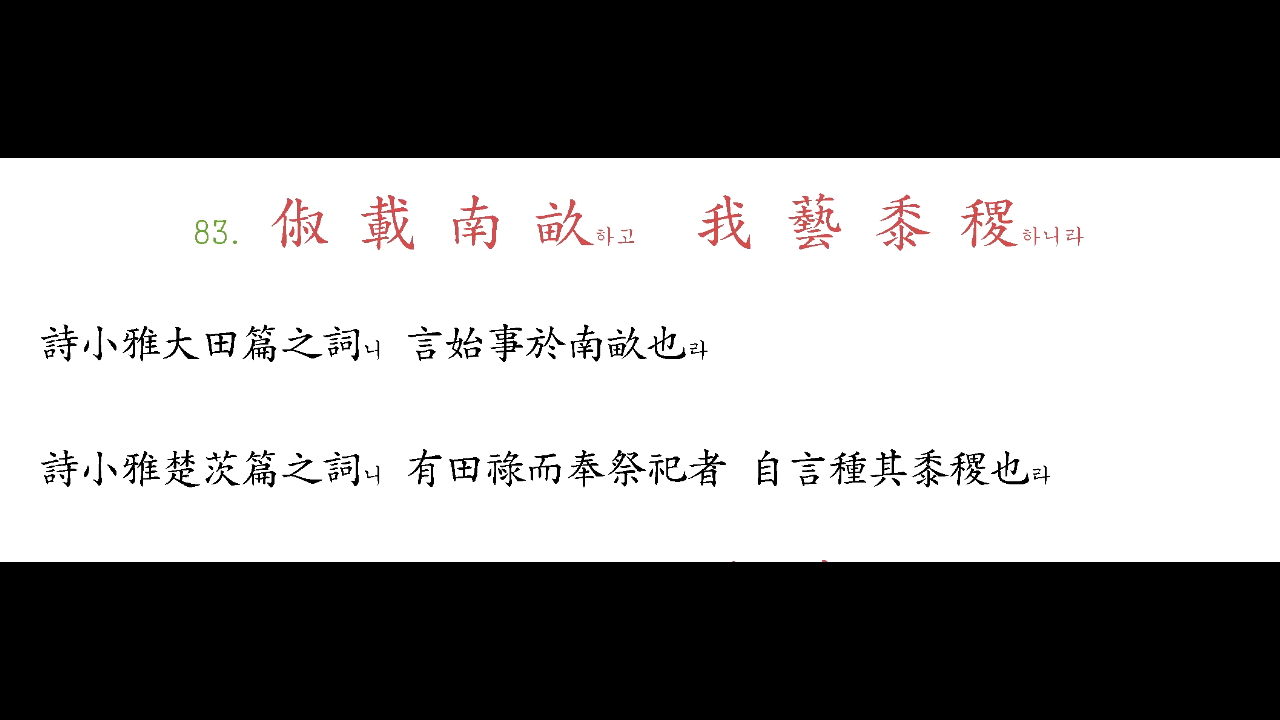 83. 俶 載 南 畝하고 我 藝 黍 稷하니라
詩小雅大田篇之詞니 言始事於南畝也라
詩小雅楚茨篇之詞니 有田祿而奉祭祀者 自言種其黍稷也라